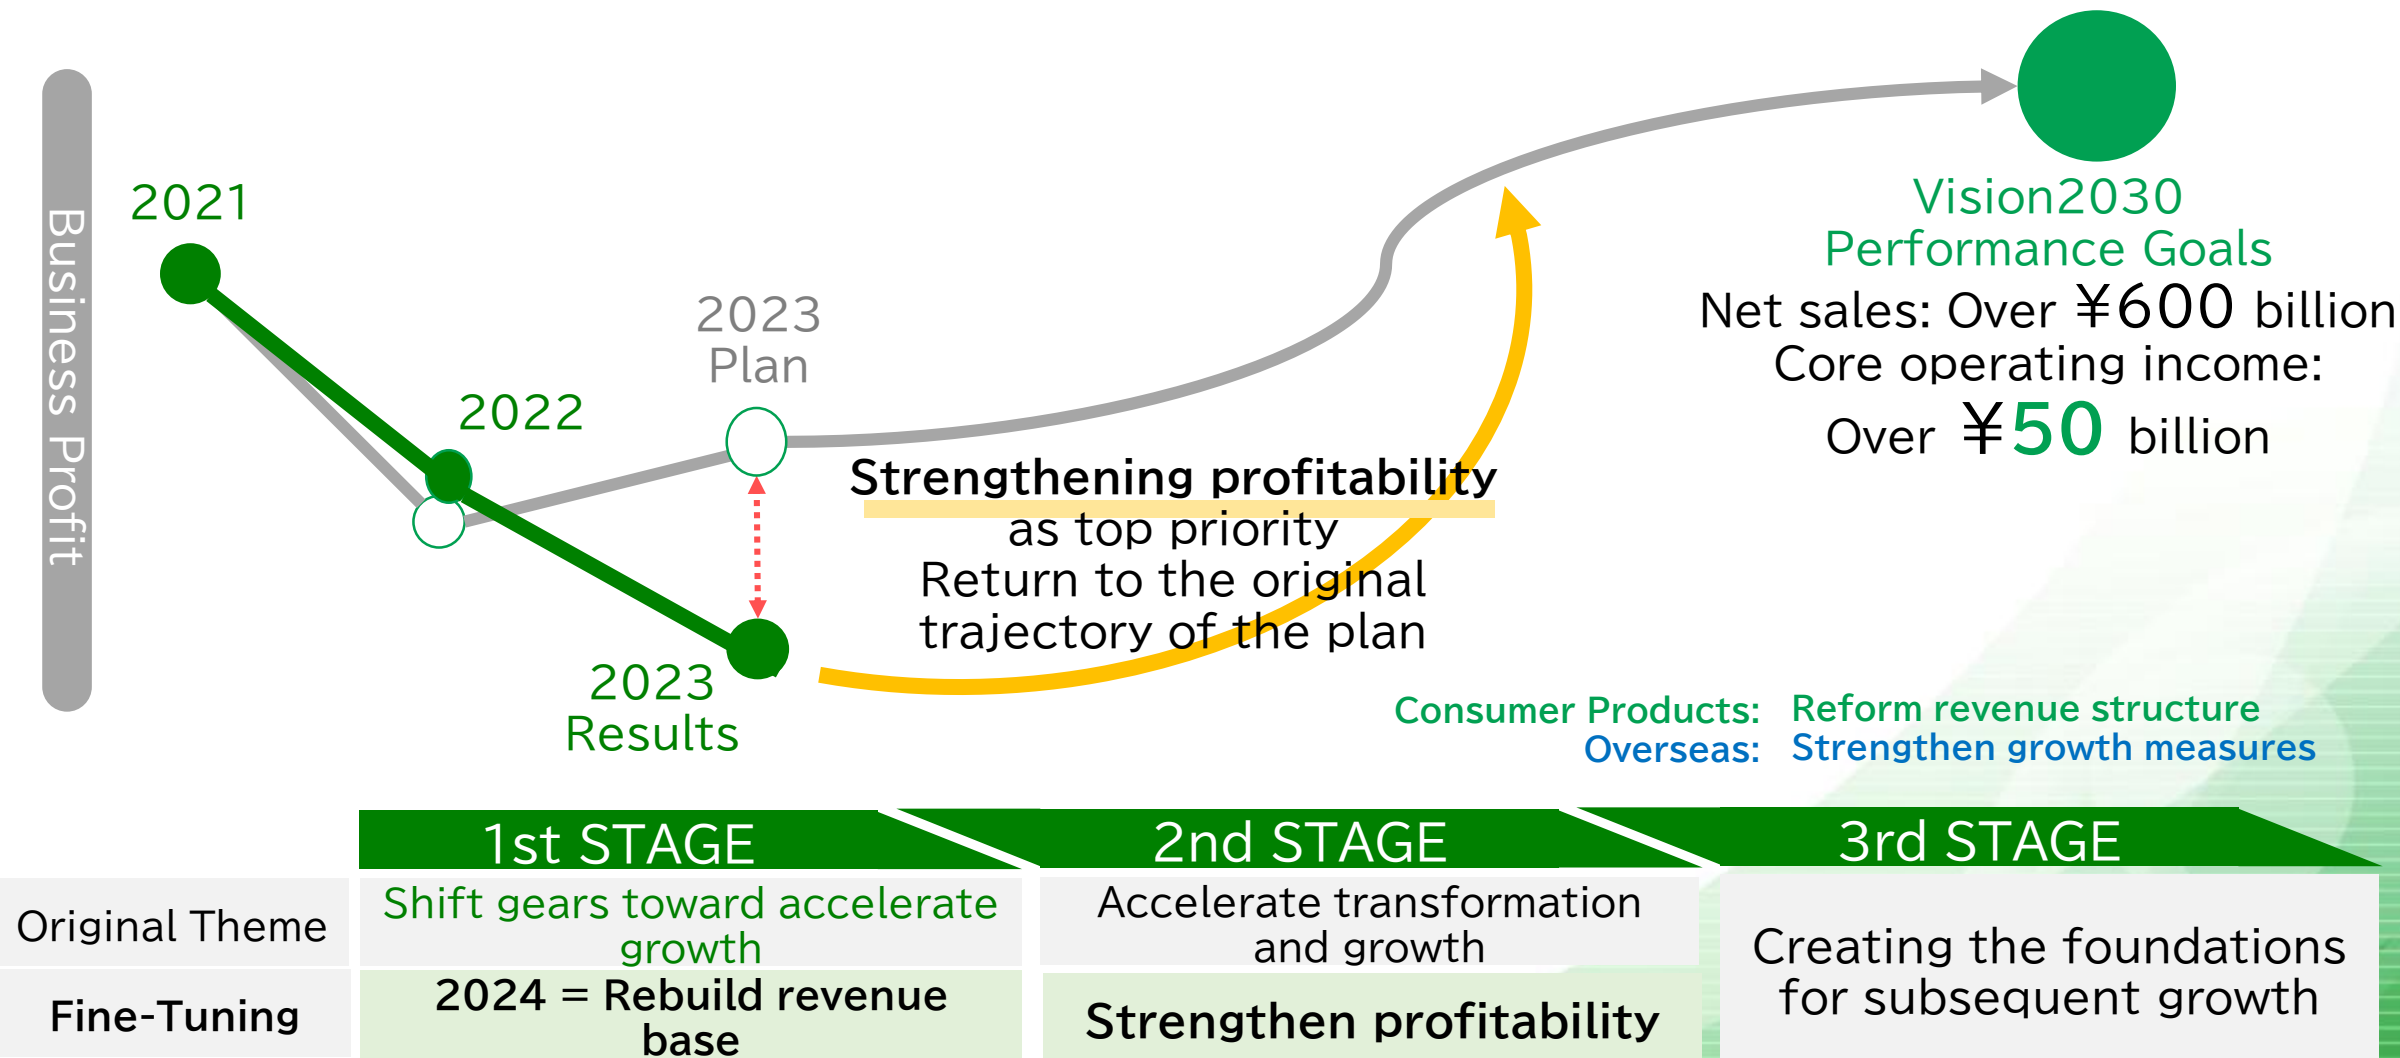 Business Profit
2021
2022
2023
Plan
2023
Results
Strengthening profitability
as top priority
Return to the original
trajectory of the plan
Vision2030
Performance Goals
Net sales: Over ¥600 billion
Core operating income:
Over ¥50 billion
Consumer Products: Reform revenue structure
Overseas: Strengthen growth measures
1st STAGE
2nd STAGE
3rd STAGE
Original Theme
Shift gears toward accelerate
growth
Accelerate transformation
and growth
Creating the foundations
for subsequent growth
Fine-Tuning
2024 = Rebuild revenue
base
Strengthen profitability